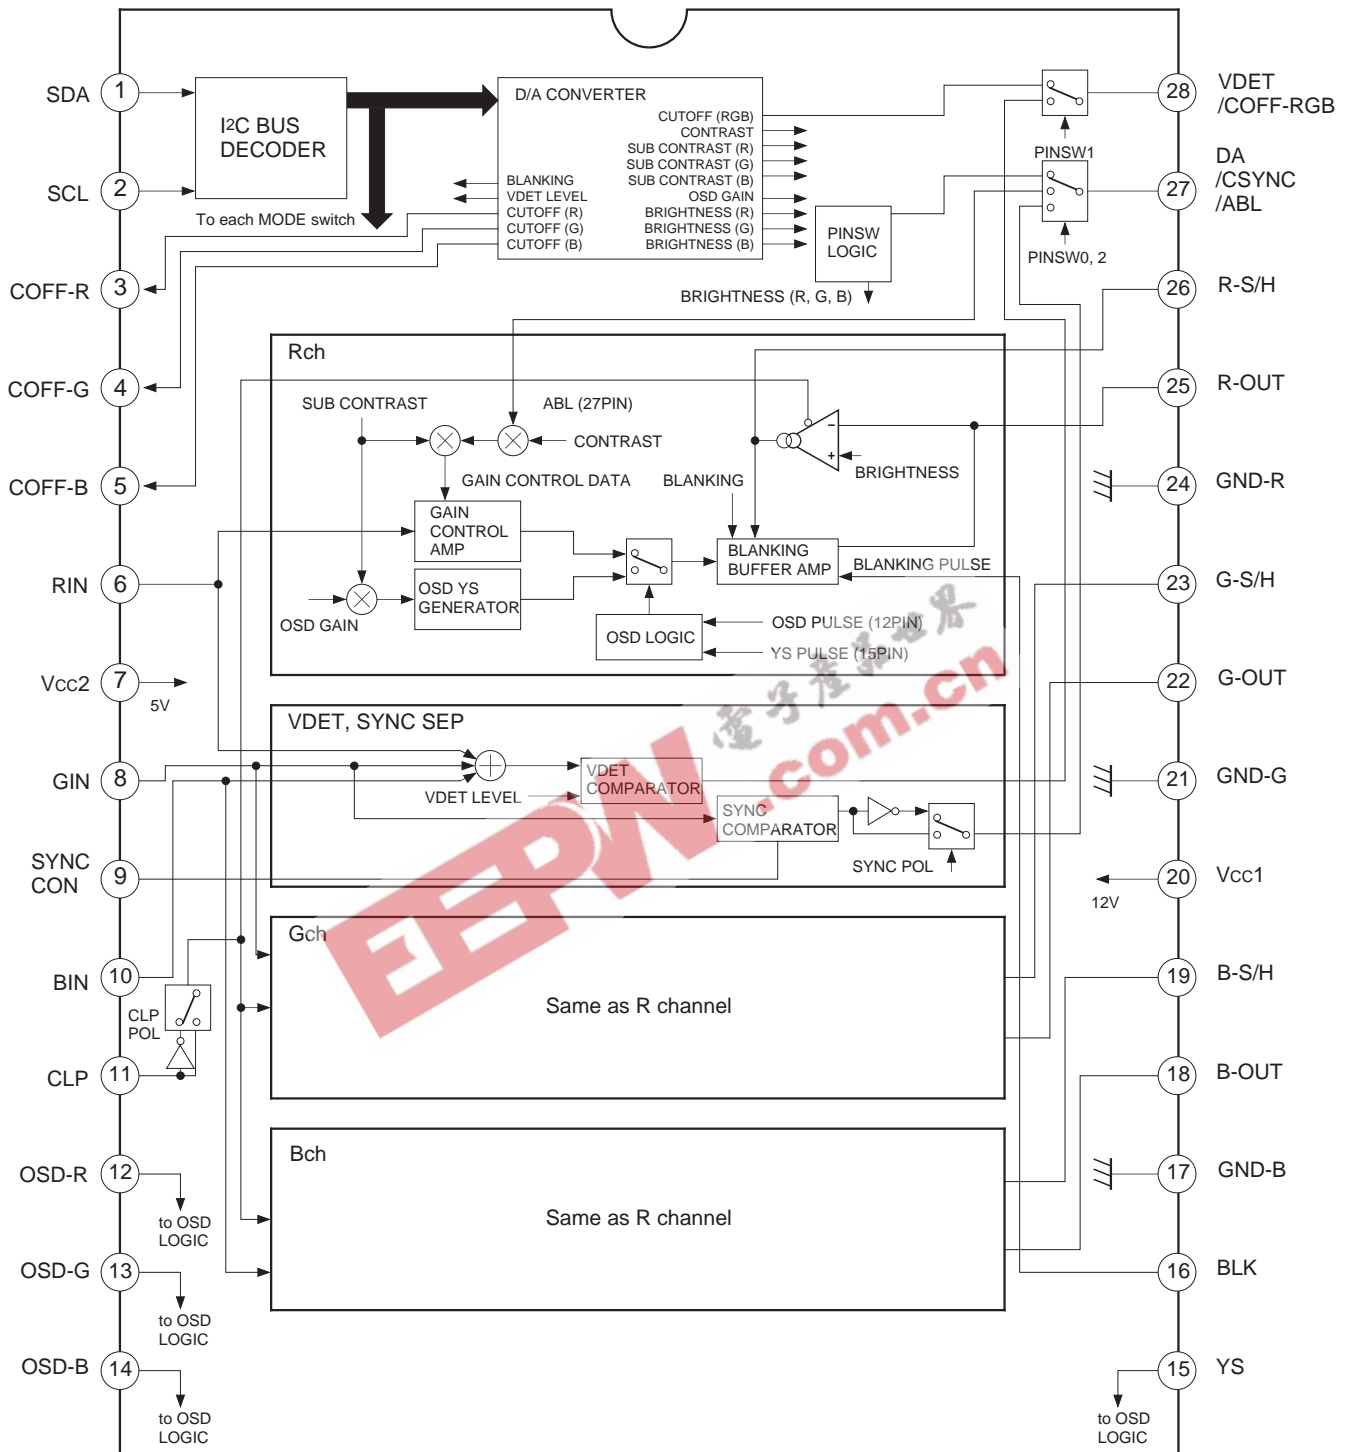 1
SDA
2
SCL
3
COFF-R
4
COFF-G
5
COFF-B
6
RIN
7
Vcc2
5V
8
GIN
9
SYNC
CON
10
BIN
11
CLP
12
OSD-R
13
OSD-G
14
OSD-B
28
VDET
/COFF-RGB
27
DA
/CSYNC
/ABL
26
R-S/H
25
R-OUT
24
GND-R
23
G-S/H
22
G-OUT
21
GND-G
20
Vcc1
12V
19
B-S/H
18
B-OUT
17
GND-B
16
BLK
15
YS
I2C BUS
DECODER
To each MODE switch
D/A CONVERTER
CUTOFF (RGB)
CONTRAST
SUB CONTRAST (R)
SUB CONTRAST (G)
SUB CONTRAST (B)
OSD GAIN
BRIGHTNESS (R)
BRIGHTNESS (G)
BRIGHTNESS (B)
BLANKING
VDET LEVEL
CUTOFF (R)
CUTOFF (G)
CUTOFF (B)
PINSW
LOGIC
BRIGHTNESS (R, G, B)
PINSW1
PINSW0, 2
Rch
SUB CONTRAST
ABL (27PIN)
CONTRAST
GAIN CONTROL DATA
BLANKING
BRIGHTNESS
−
+
GAIN
CONTROL
AMP
OSD YS
GENERATOR
OSD GAIN
BLANKING
BUFFER AMP
BLANKING PULSE
OSD LOGIC
OSD PULSE (12PIN)
YS PULSE (15PIN)
VDET, SYNC SEP
VDET LEVEL
VDET
COMPARATOR
SYNC
COMPARATOR
SYNC POL
Gch
Same as R channel
CLP
POL
Bch
Same as R channel
to OSD
LOGIC
to OSD
LOGIC
to OSD
LOGIC
to OSD
LOGIC
EEPW
.com.cn
電子產品世界